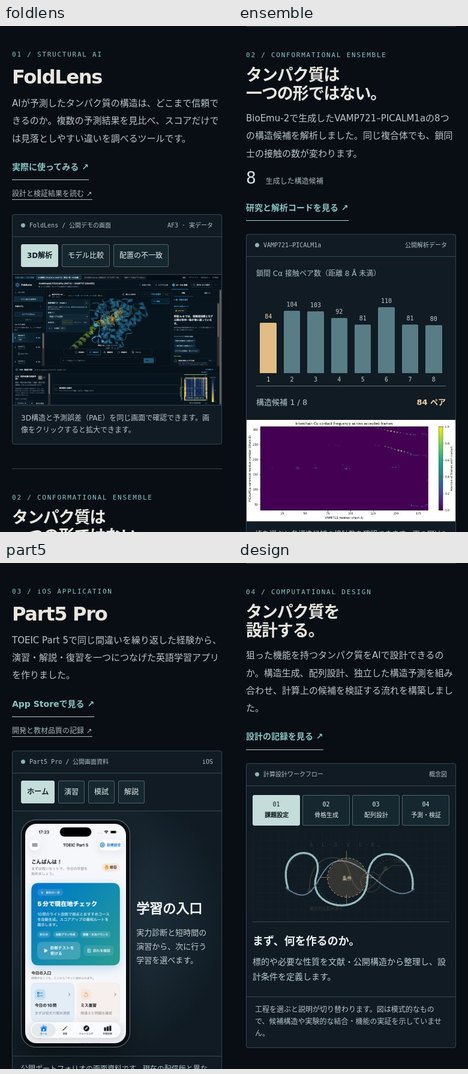 foldlens
01 / STRUCTURAL AI
FoldLens
AIが予測したタンパク質の構造は、どこまで信頼で
きるのか。複数の予測結果を見比べ、スコアだけで
は見落としやすい違いを調べるツールです。
実際に使ってみる ↗
設計と検証結果を読む ↗
FoldLens / 公開デモの画面
AF3 · 実データ
3D解析
モデル比較
配置の不一致
3D構造と予測誤差（PAE）を同じ画面で確認できます。画
像をクリックすると拡大できます。
02 / CONFORMATIONAL ENSEMBLE
タンパク質は
ensemble
02 / CONFORMATIONAL ENSEMBLE
タンパク質は
一つの形ではない。
BioEmu-2で生成したVAMP721–PICALM1aの8つ
の構造候補を解析しました。同じ複合体でも、鎖同
士の接触の数が変わります。
8 生成した構造候補
研究と解析コードを見る ↗
VAMP721–PICALM1a
公開解析データ
鎖間 Cα 接触ペア数（距離 8 Å 未満）
84
104
103
92
81
110
81
80
1
2
3
4
5
6
7
8
構造候補 1 / 8
84 ペア
part5
03 / iOS APPLICATION
Part5 Pro
TOEIC Part 5で同じ間違いを繰り返した経験から、
演習・解説・復習を一つにつなげた英語学習アプリ
を作りました。
App Storeで見る ↗
開発と教材品質の記録 ↗
Part5 Pro / 公開画面資料
iOS
ホーム
演習
模試
解説
17:23
TOEIC Part 5
こんばんは！
5分で現在地チェック
今日の入口
今日の10問
ミス復習
学習の入口
実力診断と短時間の
演習から、次に行う
学習を選べます。
design
04 / COMPUTATIONAL DESIGN
タンパク質を
設計する。
狙った機能を持つタンパク質をAIで設計できるの
か。構造生成、配列設計、独立した構造予測を組み
合わせ、計算上の候補を検証する流れを構築しまし
た。
設計の記録を見る ↗
計算設計ワークフロー
概念図
01
課題設定
02
骨格生成
03
配列設計
04
予測・検証
条件
まず、何を作るのか。
標的や必要な性質を文献・公開構造から整理し、設
計条件を定義します。
工程を選ぶと説明が切り替わります。図は模式的なもの
で、候補構造や実験的な結合・機能の実証を示していませ
ん。